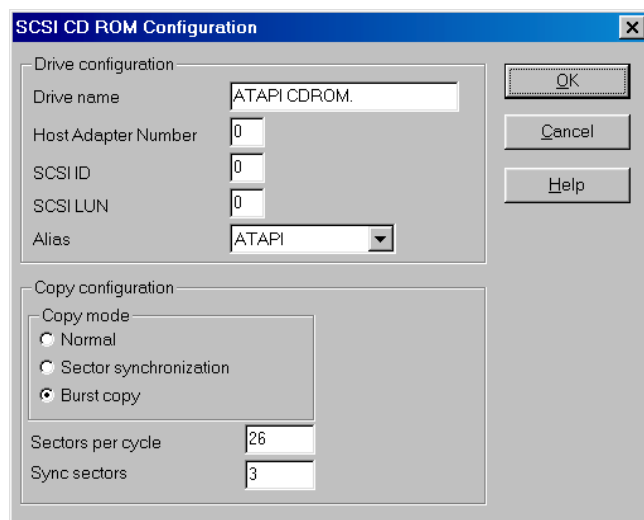 SCSI CD ROM Configuration
Drive configuration
Drive name ATAPI CDROM.
Host Adapter Number 0
SCSI ID 0
SCSI LUN 0
Alias ATAPI
OK
Cancel
Help
Copy configuration
Copy mode
Normal
Sector synchronization
Burst copy
Sectors per cycle 26
Sync sectors 3